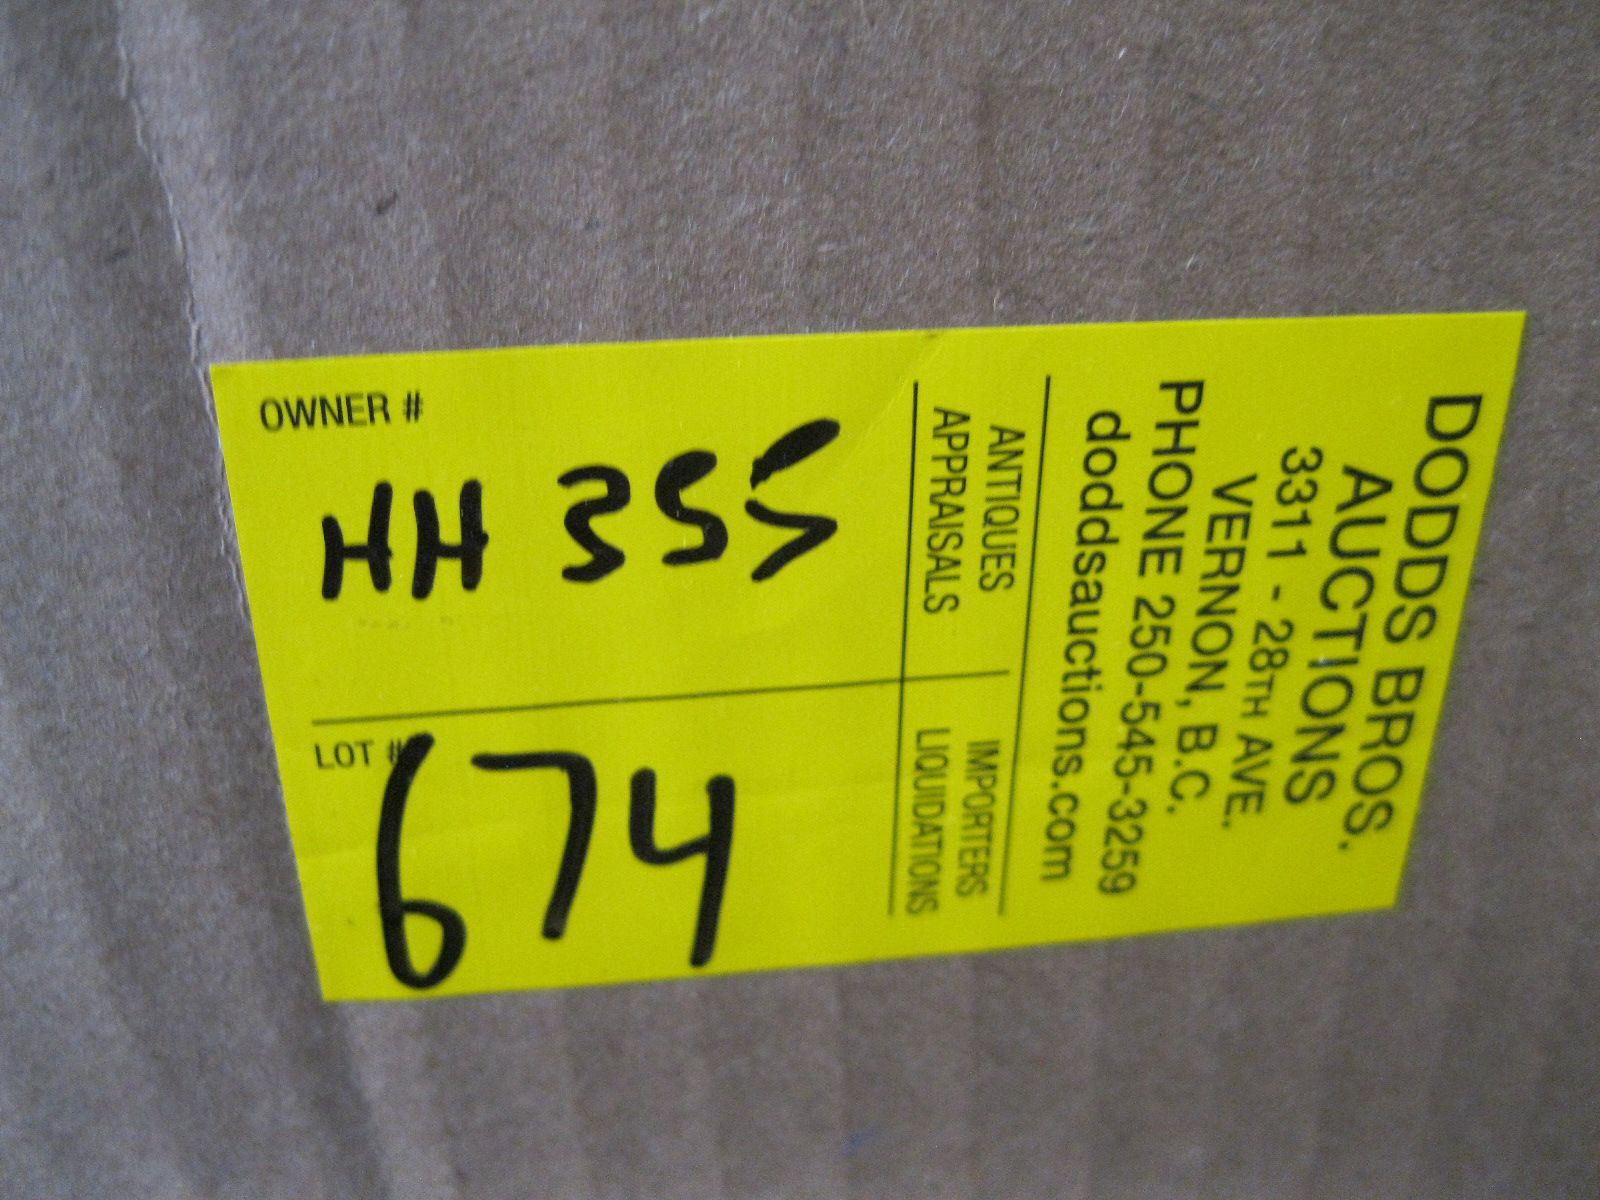 DODDS BROS.
AUCTIONS
3311 - 28TH AVE.
VERNON, B.C.
PHONE 250-545-3259
doddsauctions.com
ANTIQUES
APPRAISALS
IMPORTERS
LIQUIDATIONS
OWNER #
HH 355
LOT #
674